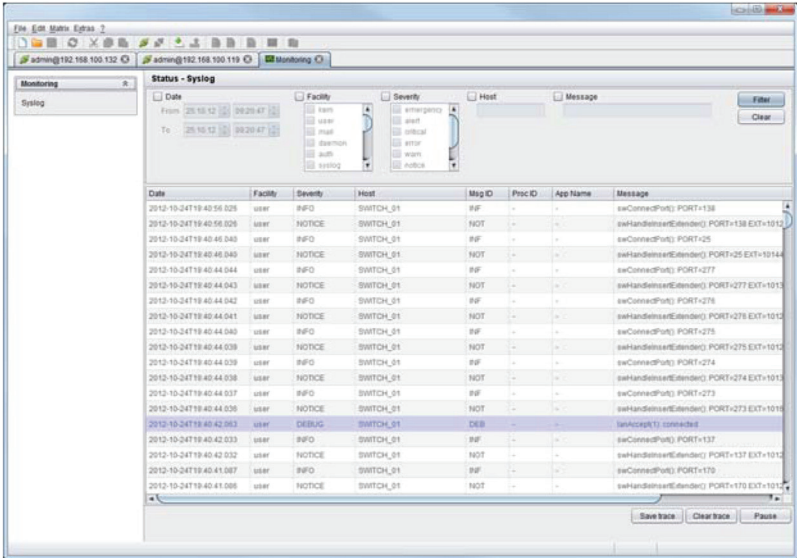 File Edit Matrix Extras ?
admin@192.168.100.132 admin@192.168.100.119 Monitoring
Monitoring
Syslog
Status - Syslog
Date Facility Severity Host Message
From 25.10.12 09:29:47
To 25.10.12 09:29:47
kern
user
mail
daemon
auth
syslog
emergency
alert
critical
error
warn
notice
Filter
Clear
Date Facility Severity Host Msg ID Proc ID App Name Message
2012-10-24T19:40:56.026 user INFO SWITCH_01 INF - - swConnectPort(): PORT=138
2012-10-24T19:40:56.026 user NOTICE SWITCH_01 NOT - - swHandleInsertExtender(): PORT=138 EXT=1012
2012-10-24T19:40:46.040 user INFO SWITCH_01 INF - - swConnectPort(): PORT=25
2012-10-24T19:40:46.040 user NOTICE SWITCH_01 NOT - - swHandleInsertExtender(): PORT=25 EXT=10144
2012-10-24T19:40:44.044 user INFO SWITCH_01 INF - - swConnectPort(): PORT=277
2012-10-24T19:40:44.043 user NOTICE SWITCH_01 NOT - - swHandleInsertExtender(): PORT=277 EXT=1013
2012-10-24T19:40:44.042 user INFO SWITCH_01 INF - - swConnectPort(): PORT=276
2012-10-24T19:40:44.041 user NOTICE SWITCH_01 NOT - - swHandleInsertExtender(): PORT=276 EXT=1012
2012-10-24T19:40:44.040 user INFO SWITCH_01 INF - - swConnectPort(): PORT=275
2012-10-24T19:40:44.039 user NOTICE SWITCH_01 NOT - - swHandleInsertExtender(): PORT=275 EXT=1012
2012-10-24T19:40:44.039 user INFO SWITCH_01 INF - - swConnectPort(): PORT=274
2012-10-24T19:40:44.038 user NOTICE SWITCH_01 NOT - - swHandleInsertExtender(): PORT=274 EXT=1013
2012-10-24T19:40:44.037 user INFO SWITCH_01 INF - - swConnectPort(): PORT=273
2012-10-24T19:40:44.036 user NOTICE SWITCH_01 NOT - - swHandleInsertExtender(): PORT=273 EXT=1016
2012-10-24T19:40:42.063 user DEBUG SWITCH_01 DEB - - lanAccept(1): connected
2012-10-24T19:40:42.033 user INFO SWITCH_01 INF - - swConnectPort(): PORT=137
2012-10-24T19:40:42.032 user NOTICE SWITCH_01 NOT - - swHandleInsertExtender(): PORT=137 EXT=1012
2012-10-24T19:40:41.087 user INFO SWITCH_01 INF - - swConnectPort(): PORT=170
2012-10-24T19:40:41.086 user NOTICE SWITCH_01 NOT - - swHandleInsertExtender(): PORT=170 EXT=1012
Save trace Clear trace Pause